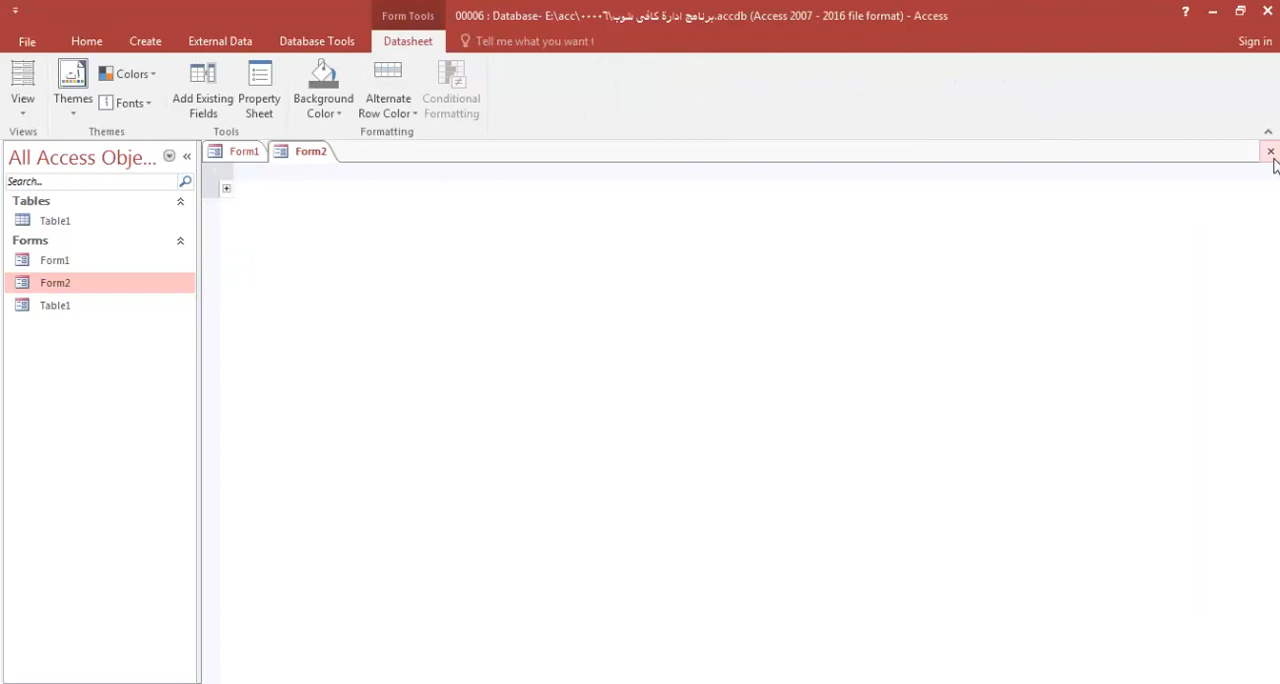 Form Tools
00006 : Database- E:\acc\٠٠٠٠٦\برنامج ادارة كافى شوب.accdb (Access 2007 - 2016 file format) - Access
?
File
Home
Create
External Data
Database Tools
Datasheet
Tell me what you want t
Sign in
View
Themes
Colors
Fonts
Add Existing
Fields
Property
Sheet
Background
Color
Alternate
Row Color
Conditional
Formatting
Views
Themes
Tools
Formatting
All Access Obje...
Form1
Form2
Search...
Tables
Table1
Forms
Form1
Form2
Table1